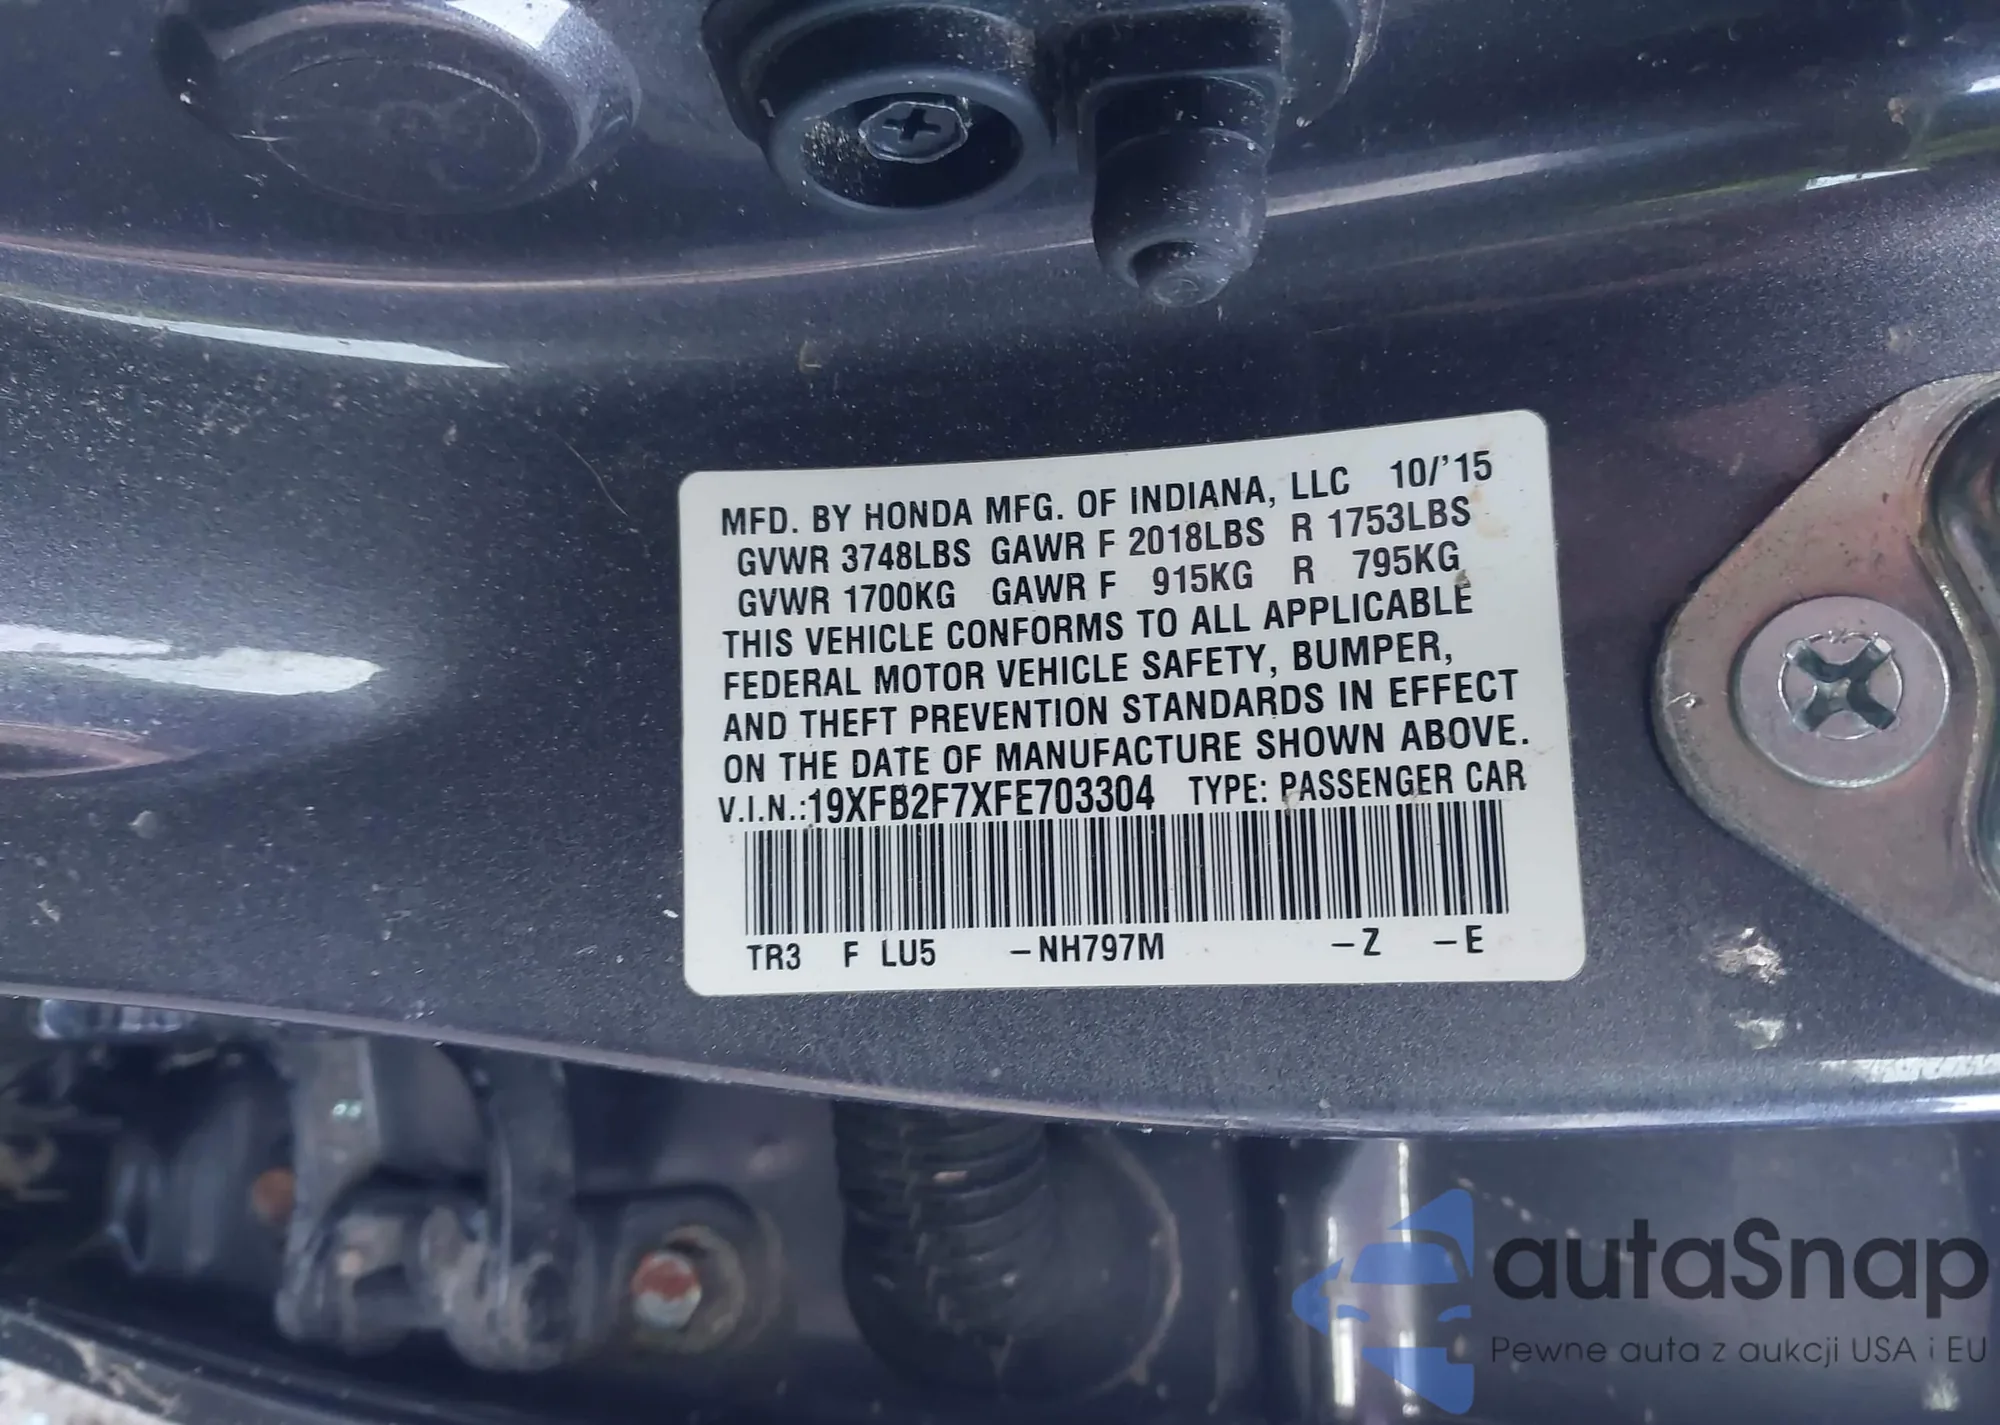 MFD. BY HONDA MFG. OF INDIANA, LLC 10/'15
GVWR 3748LBS GAWR F 2018LBS R 1753LBS
GVWR 1700KG GAWR F 915KG R 795KG
THIS VEHICLE CONFORMS TO ALL APPLICABLE
FEDERAL MOTOR VEHICLE SAFETY, BUMPER,
AND THEFT PREVENTION STANDARDS IN EFFECT
ON THE DATE OF MANUFACTURE SHOWN ABOVE.
V.I.N.:19XFB2F7XFE703304 TYPE: PASSENGER CAR
TR3 F LU5 -NH797M -Z -E
autaSnap
Pewne auta z aukcji USA i EU